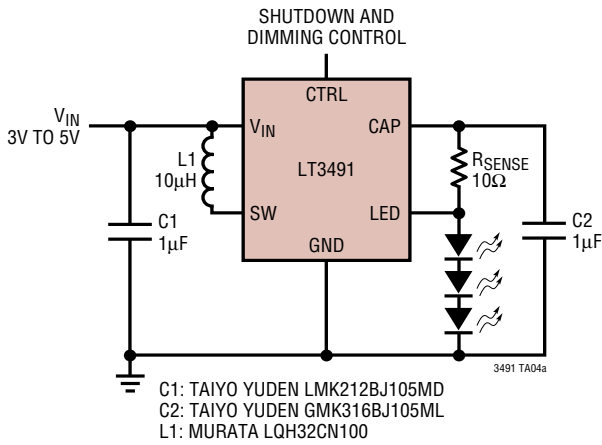 SHUTDOWN AND
DIMMING CONTROL
CTRL
VIN
3V TO 5V
VIN
CAP
L1
10µH
LT3491
RSENSE
10Ω
SW
LED
C1
1µF
GND
C2
1µF
3491 TA04a
C1: TAIYO YUDEN LMK212BJ105MD
C2: TAIYO YUDEN GMK316BJ105ML
L1: MURATA LQH32CN100